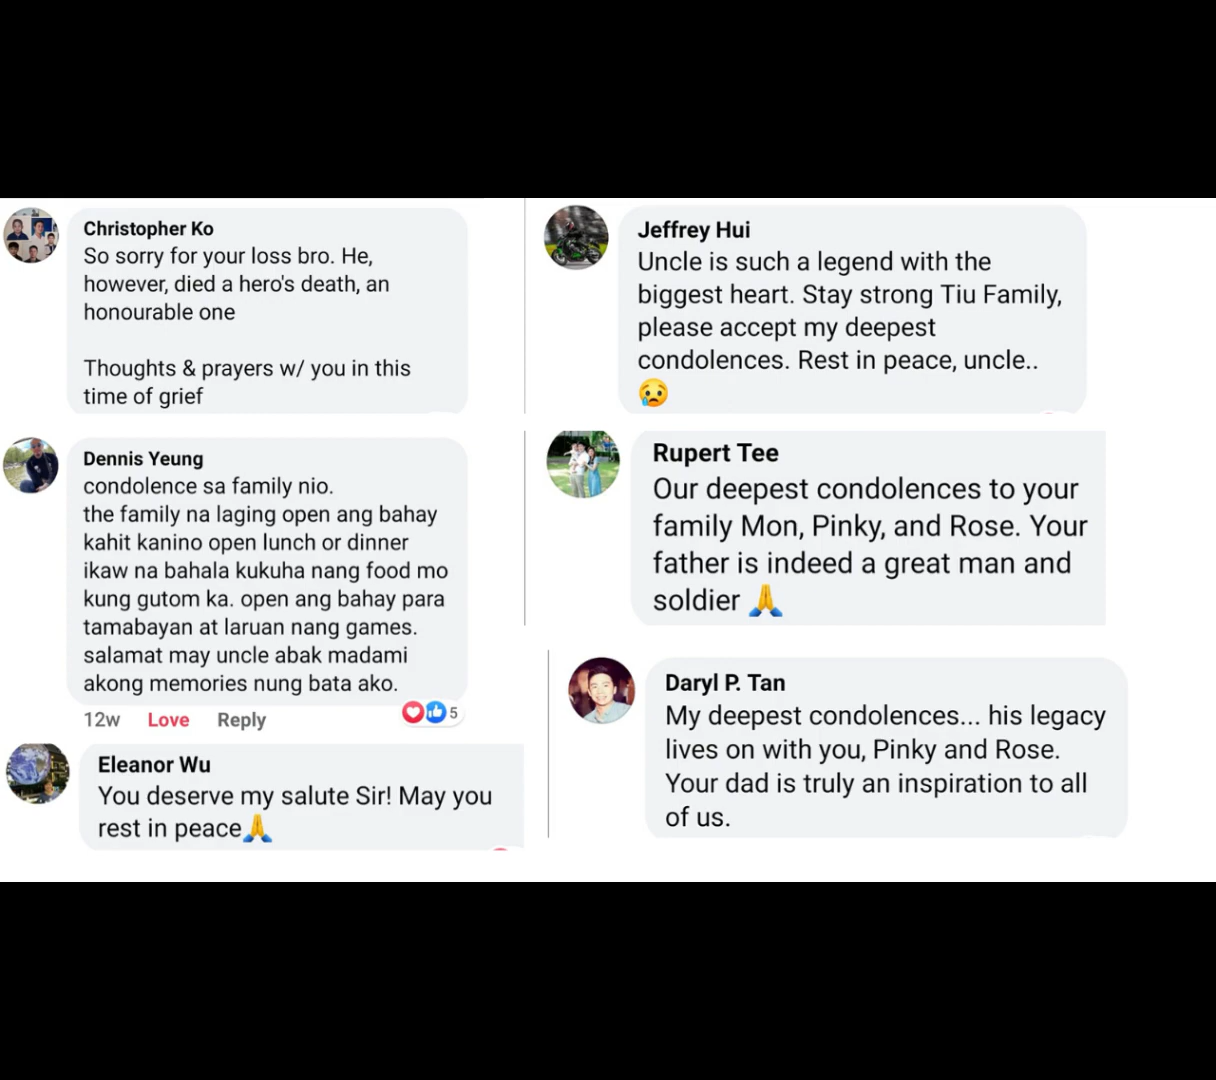 Christopher Ko
So sorry for your loss bro. He,
however, died a hero's death, an
honourable one
Thoughts & prayers w/ you in this
time of grief
Dennis Yeung
condolence sa family nio.
the family na laging open ang bahay
kahit kanino open lunch or dinner
ikaw na bahala kukuha nang food mo
kung gutom ka. open ang bahay para
tamabayan at laruan nang games.
salamat may uncle abak madami
akong memories nung bata ako.
12w Love Reply 5
Eleanor Wu
You deserve my salute Sir! May you
rest in peace🙏
Jeffrey Hui
Uncle is such a legend with the
biggest heart. Stay strong Tiu Family,
please accept my deepest
condolences. Rest in peace, uncle..
😢
Rupert Tee
Our deepest condolences to your
family Mon, Pinky, and Rose. Your
father is indeed a great man and
soldier 🙏
Daryl P. Tan
My deepest condolences... his legacy
lives on with you, Pinky and Rose.
Your dad is truly an inspiration to all
of us.